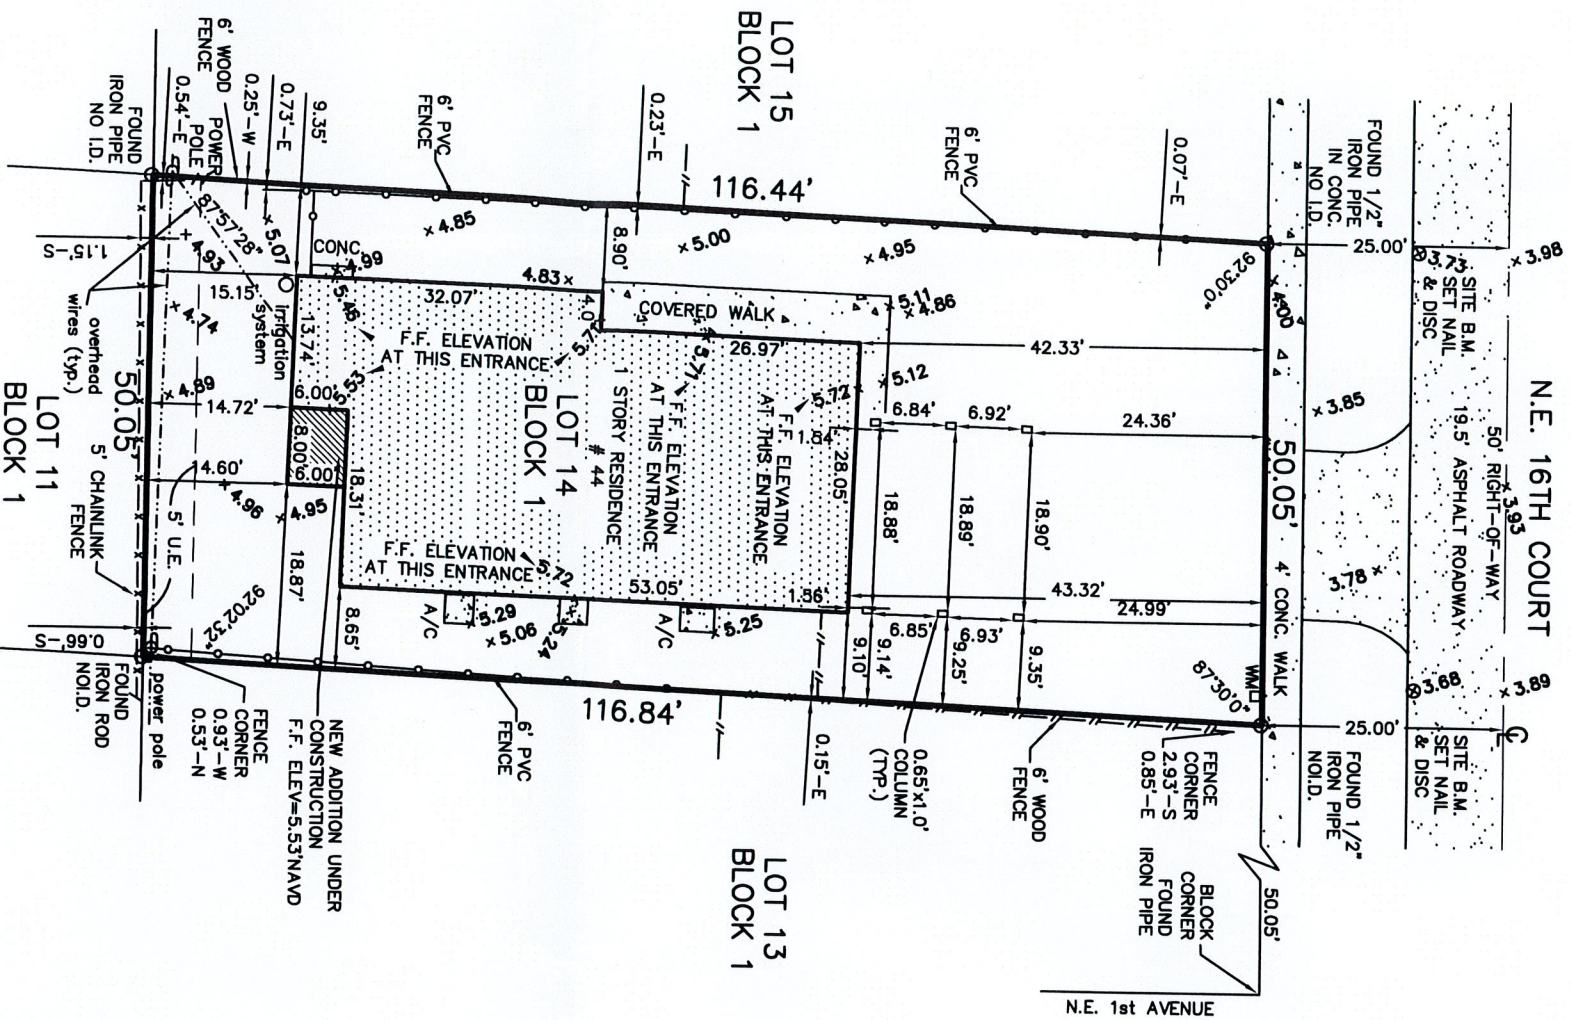 N.E. 16TH COURT
50' RIGHT-OF-WAY
19.5' ASPHALT ROADWAY
× 3.98
× 3.93
× 3.89
SITE B.M.
SET NAIL
& DISC
3.73
SITE B.M.
SET NAIL
& DISC
3.68
3.78 ×
× 3.85
25.00'
25.00'
FOUND 1/2"
IRON PIPE
IN CONC.
NO I.D.
FOUND 1/2"
IRON PIPE
NOI.D.
50.05'
4' CONC. WALK
50.05'
BLOCK
CORNER
FOUND
IRON PIPE
N.E. 1st AVENUE
92°30'0"
87°30'0"
WM
FENCE
CORNER
2.93'-S
0.85'-E
6' WOOD
FENCE
0.07'-E
6' PVC
FENCE
LOT 15
BLOCK 1
116.44'
0.23'-E
6' PVC
FENCE
9.35'
0.73'-E
0.25'-W
0.54'-E
6' WOOD
FENCE
POWER
POLE
FOUND
IRON PIPE
NO I.D.
42.33'
24.36'
6.92'
6.84'
43.32'
24.99'
6.93'
6.85'
18.90'
18.89'
18.88'
9.35'
9.25'
9.14'
9.10'
0.65'x1.0'
COLUMN
(TYP.)
0.15'-E
LOT 13
BLOCK 1
116.84'
6' PVC
FENCE
× 4.95
× 5.00
× 4.85
5.11
× 4.86
× 5.12
8.90'
COVERED WALK
26.97'
4.83 ×
32.07'
CONC.
4.99
5.07
F.F. ELEVATION
AT THIS ENTRANCE
5.72
F.F. ELEVATION
AT THIS ENTRANCE
5.71
F.F. ELEVATION
AT THIS ENTRANCE
5.53
F.F. ELEVATION
AT THIS ENTRANCE
5.72
1.84'
28.05'
1.86'
1 STORY RESIDENCE
# 44
LOT 14
BLOCK 1
53.05'
A/C
5.25
A/C
5.29
5.24
× 5.06
13.74'
6.00'
8.00'
6.00'
18.31'
8.65'
18.87'
irrigation
system
15.15'
14.72'
14.60'
4.93
4.74
4.89
4.96
4.95
87°57'28"
92°02'32"
1.15'-S
overhead
wires (typ.)
50.05'
5' CHAINLINK
FENCE
5' U.E.
0.66'-S
LOT 11
BLOCK 1
FOUND
IRON ROD
NOI.D.
power pole
FENCE
CORNER
0.93'-W
0.53'-N
NEW ADDITION UNDER
CONSTRUCTION
F.F. ELEV=5.53'NAVD